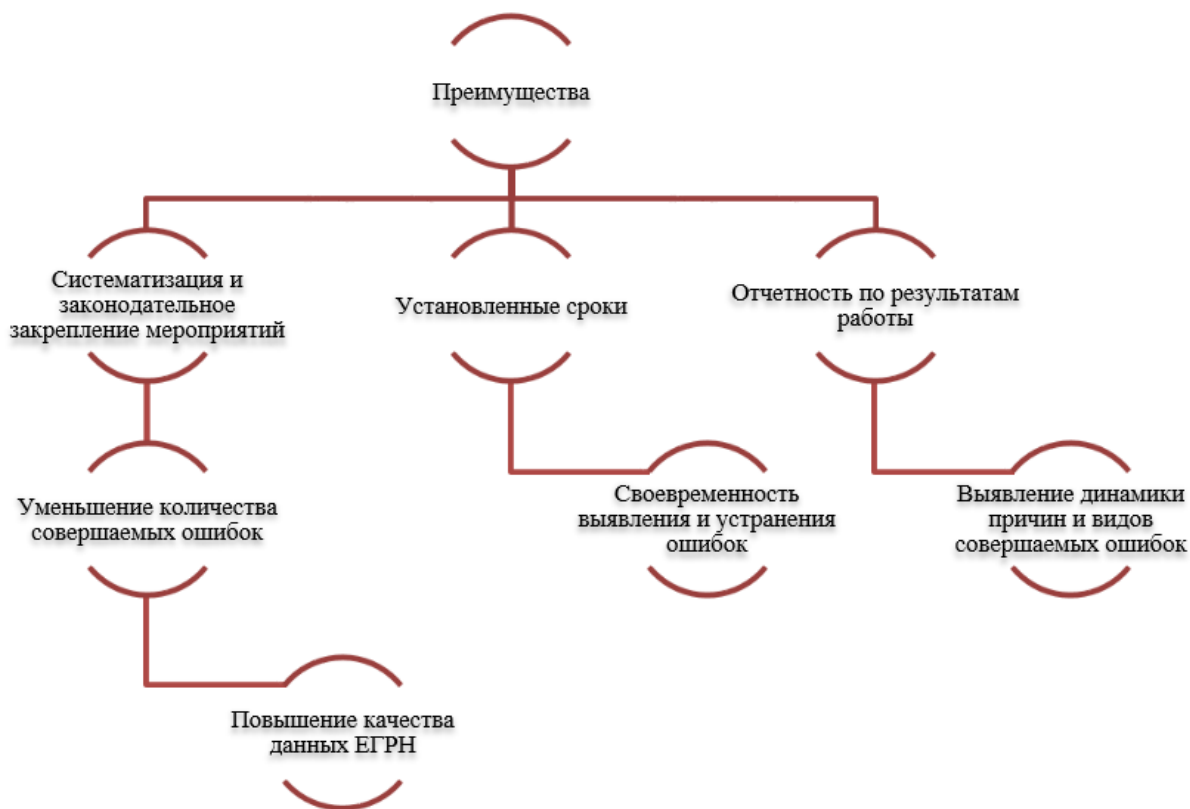 Преимущества
Систематизация и
законодательное
закрепление мероприятий
Установленные сроки
Отчетность по результатам
работы
Уменьшение количества
совершаемых ошибок
Своевременность
выявления и устранения
ошибок
Выявление динамики
причин и видов
совершаемых ошибок
Повышение качества
данных ЕГРН